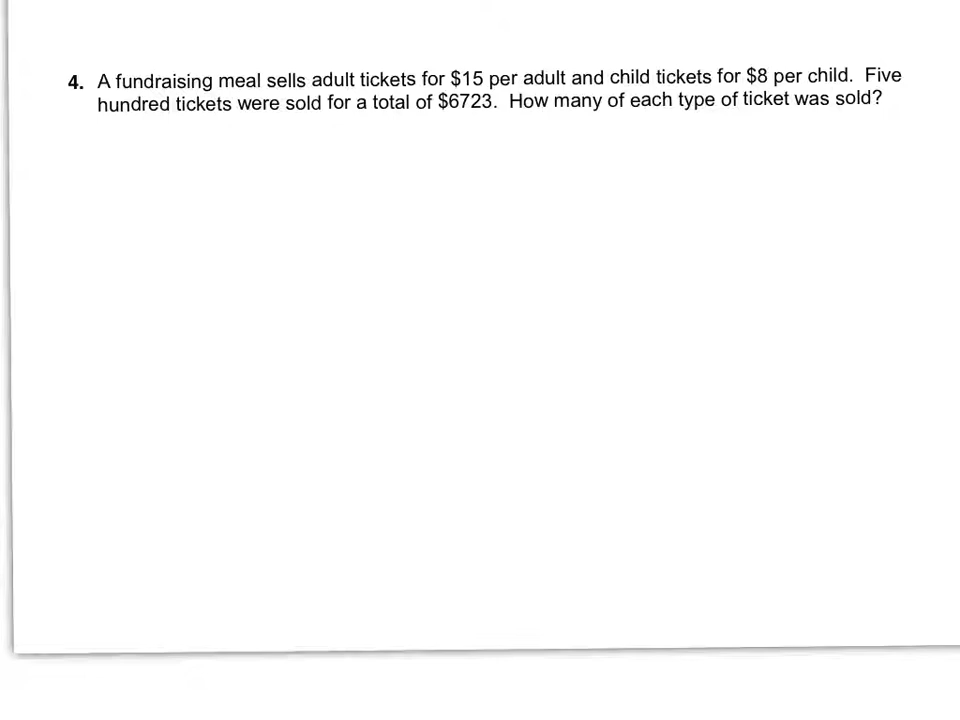 4. A fundraising meal sells adult tickets for $15 per adult and child tickets for $8 per child. Five
hundred tickets were sold for a total of $6723. How many of each type of ticket was sold?